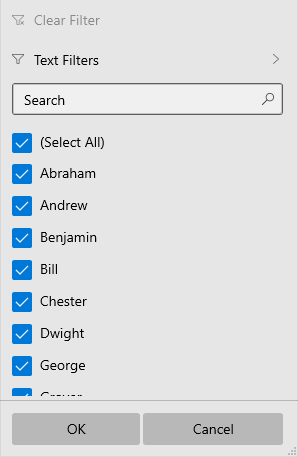 Clear Filter
Text Filters
Search
(Select All)
Abraham
Andrew
Benjamin
Bill
Chester
Dwight
George
OK
Cancel